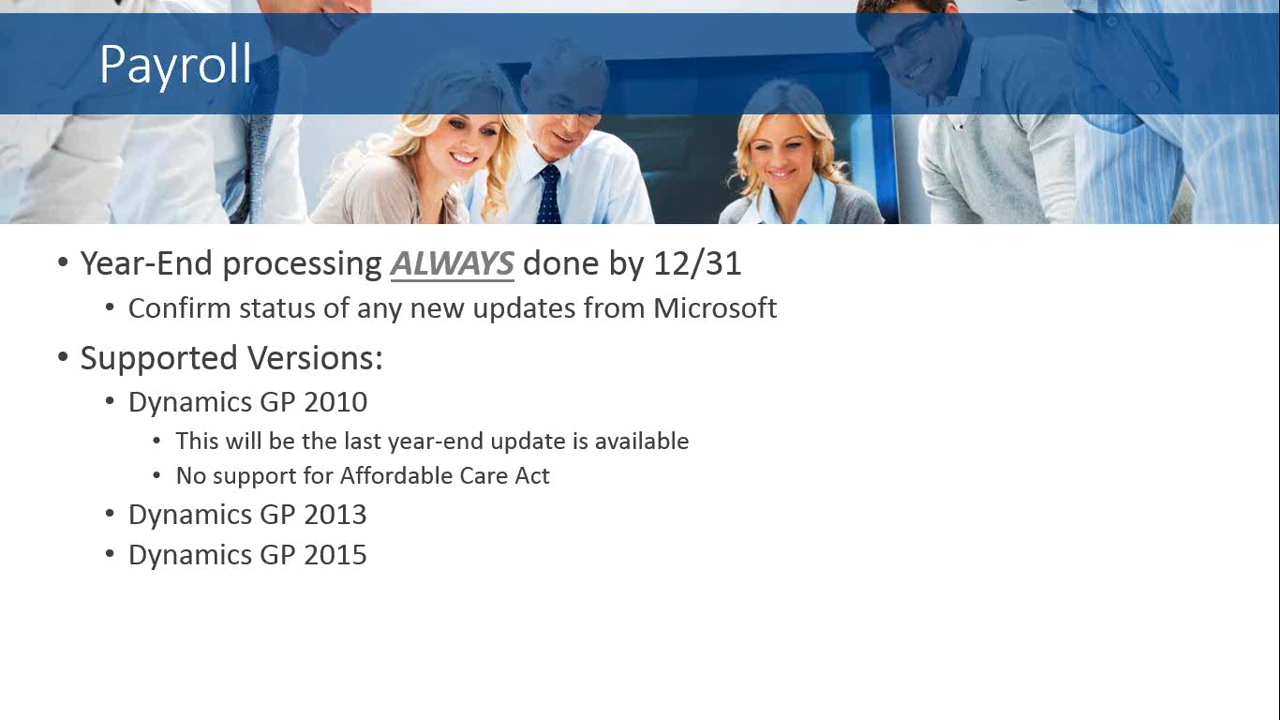 Payroll
• Year-End processing ALWAYS done by 12/31
• Confirm status of any new updates from Microsoft
• Supported Versions:
• Dynamics GP 2010
• This will be the last year-end update is available
• No support for Affordable Care Act
• Dynamics GP 2013
• Dynamics GP 2015